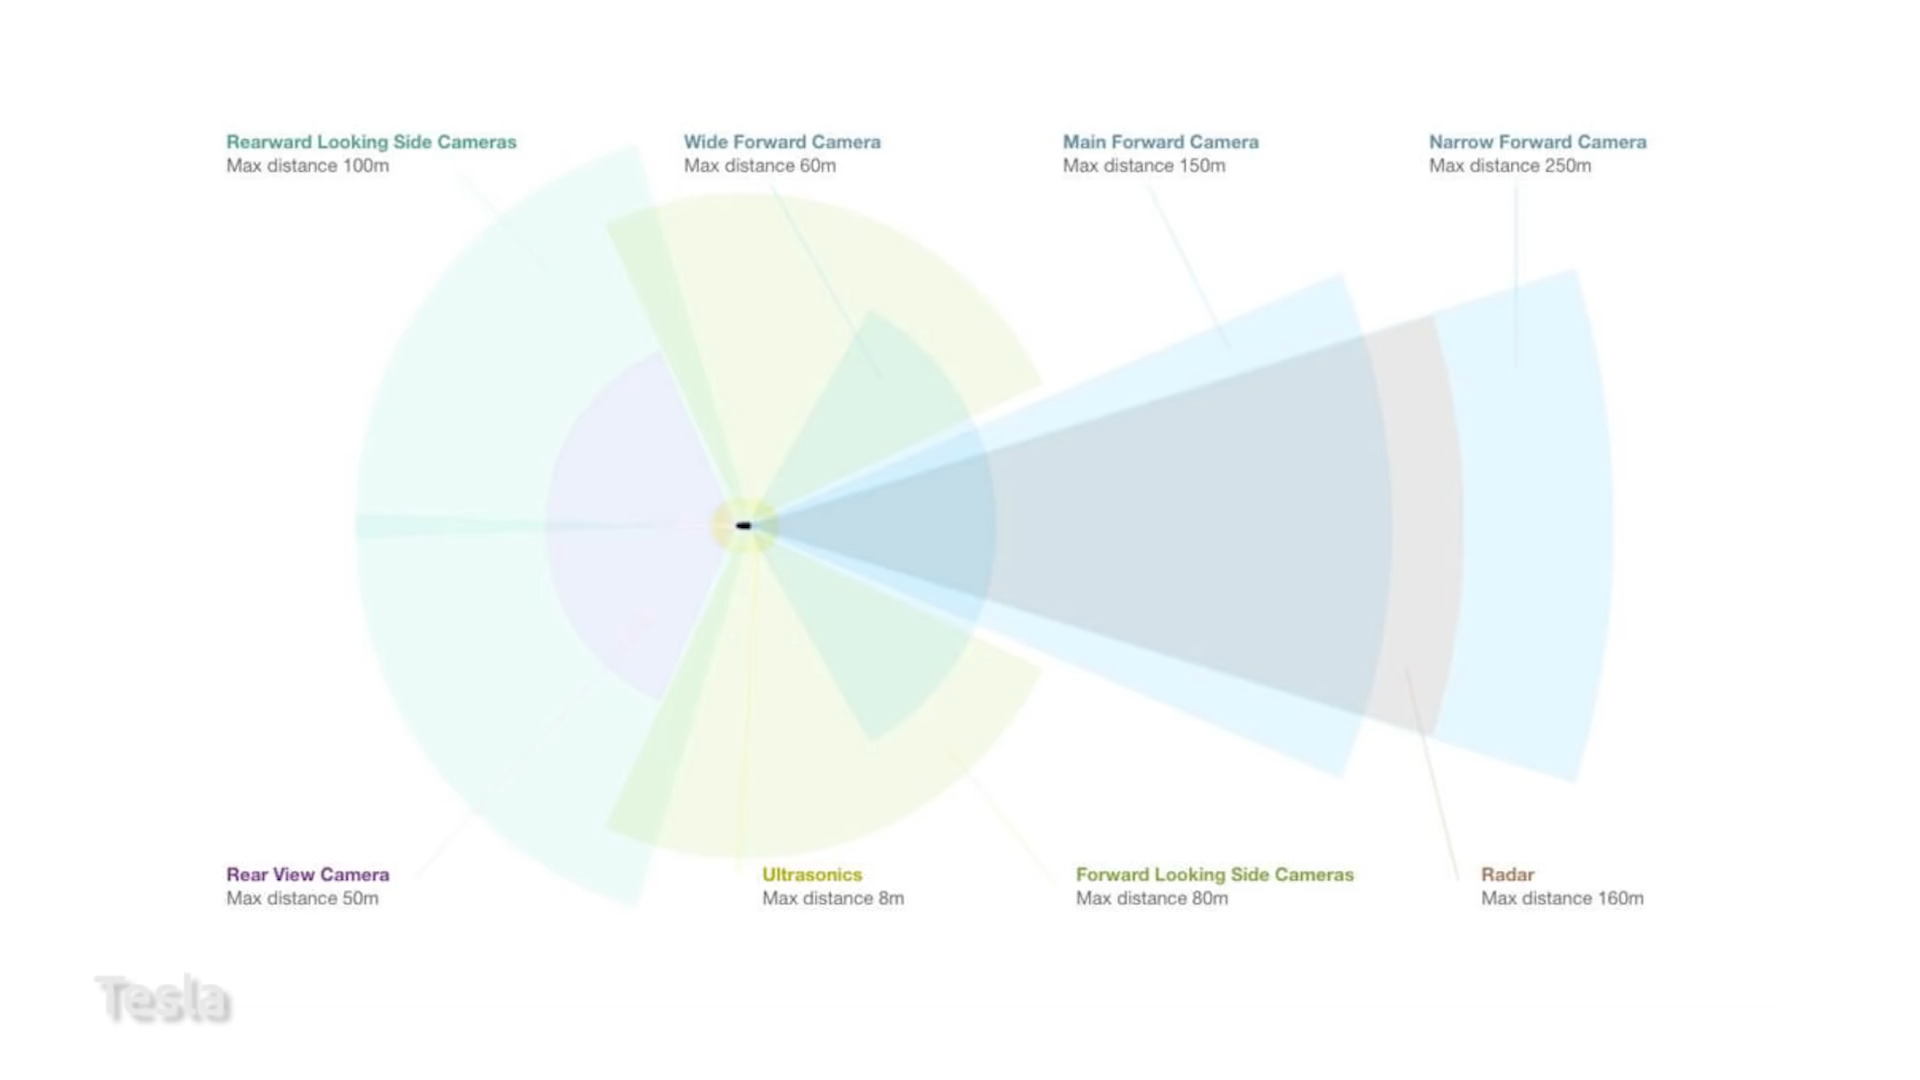 Rearward Looking Side Cameras
Max distance 100m
Wide Forward Camera
Max distance 60m
Main Forward Camera
Max distance 150m
Narrow Forward Camera
Max distance 250m
Rear View Camera
Max distance 50m
Ultrasonics
Max distance 8m
Forward Looking Side Cameras
Max distance 80m
Radar
Max distance 160m
Tesla